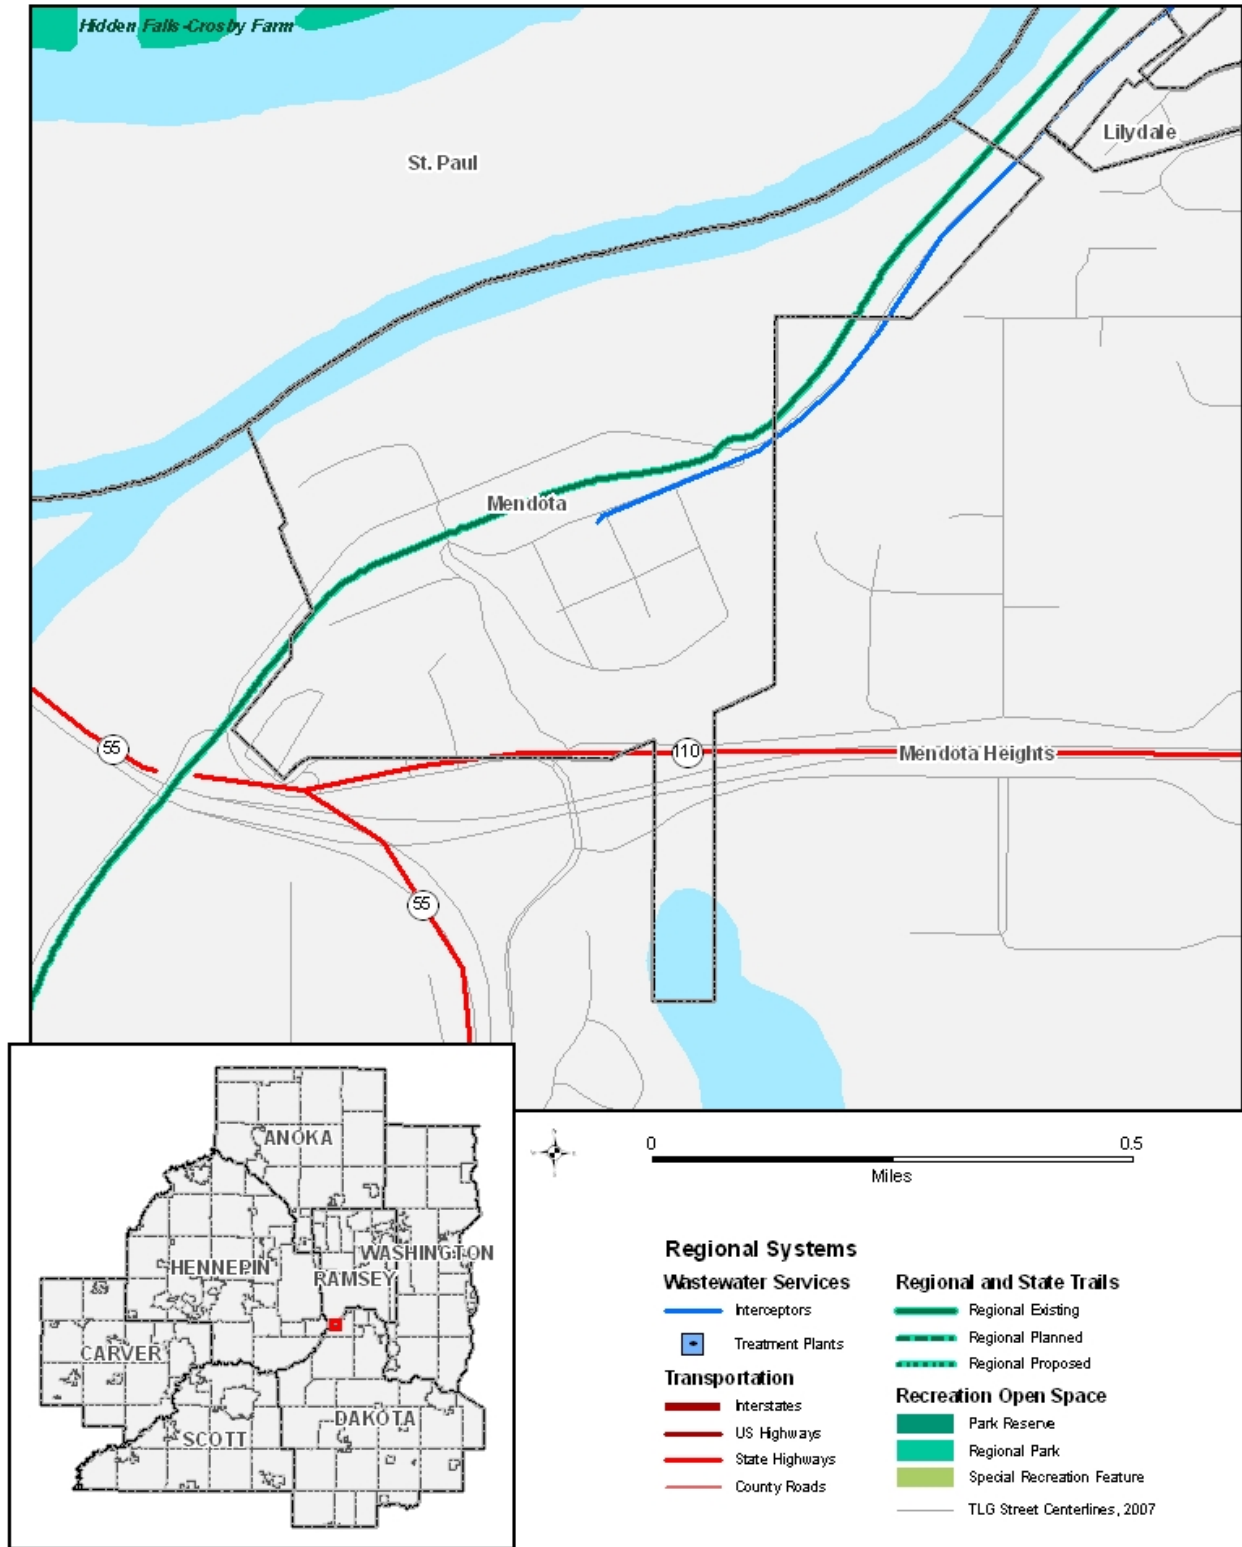 Hidden Falls-Crosby Farm
St. Paul
Lilydale
Mendota
55
110
Mendota Heights
55
ANOKA
WASHINGTON
HENNEPIN
RAMSEY
CARVER
DAKOTA
SCOTT
0 0.5
Miles
Regional Systems
Wastewater Services
Interceptors
Treatment Plants
Transportation
Interstates
US Highways
State Highways
County Roads
Regional and State Trails
Regional Existing
Regional Planned
Regional Proposed
Recreation Open Space
Park Reserve
Regional Park
Special Recreation Feature
TLG Street Centerlines, 2007